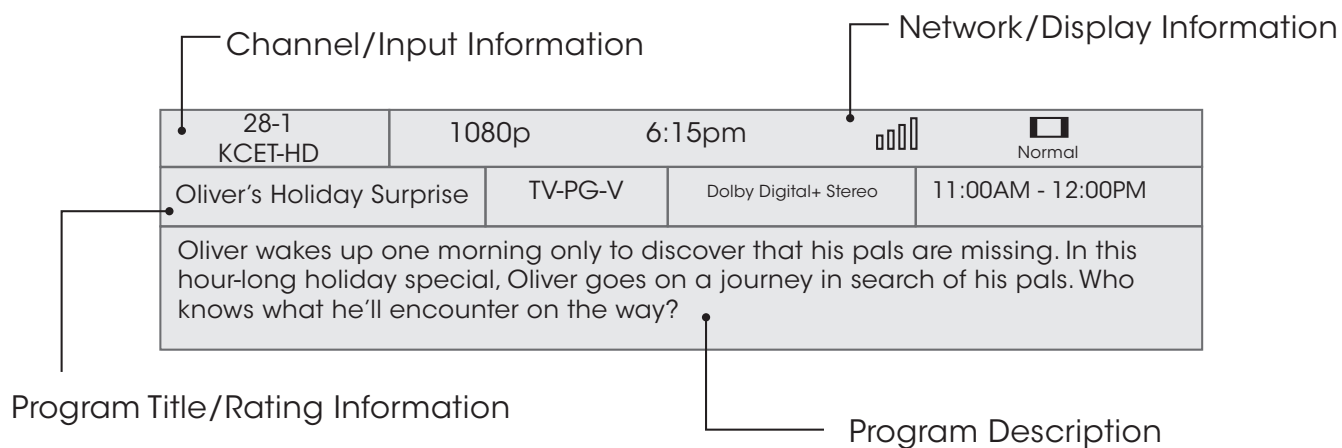 Channel/Input Information
Network/Display Information
28-1
KCET-HD
1080p
6:15pm
Normal
Oliver's Holiday Surprise
TV-PG-V
Dolby Digital+ Stereo
11:00AM - 12:00PM
Oliver wakes up one morning only to discover that his pals are missing. In this
hour-long holiday special, Oliver goes on a journey in search of his pals. Who
knows what he'll encounter on the way?
Program Title/Rating Information
Program Description